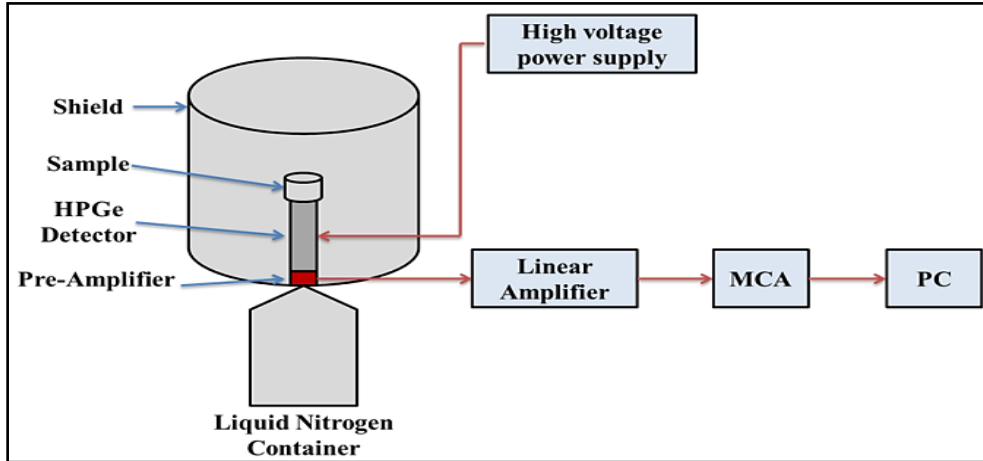 High voltage
power supply
Shield
Sample
HPGe
Detector
Pre-Amplifier
Linear
Amplifier
MCA
PC
Liquid Nitrogen
Container